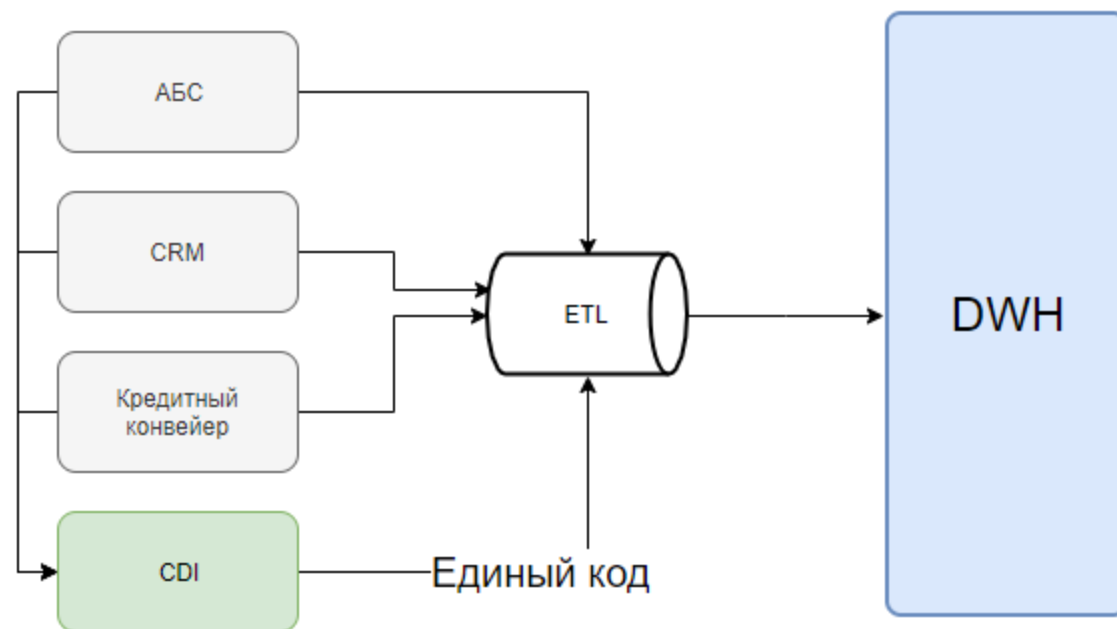 АБС
CRM
Кредитный
конвейер
CDI
Единый код
ETL
DWH